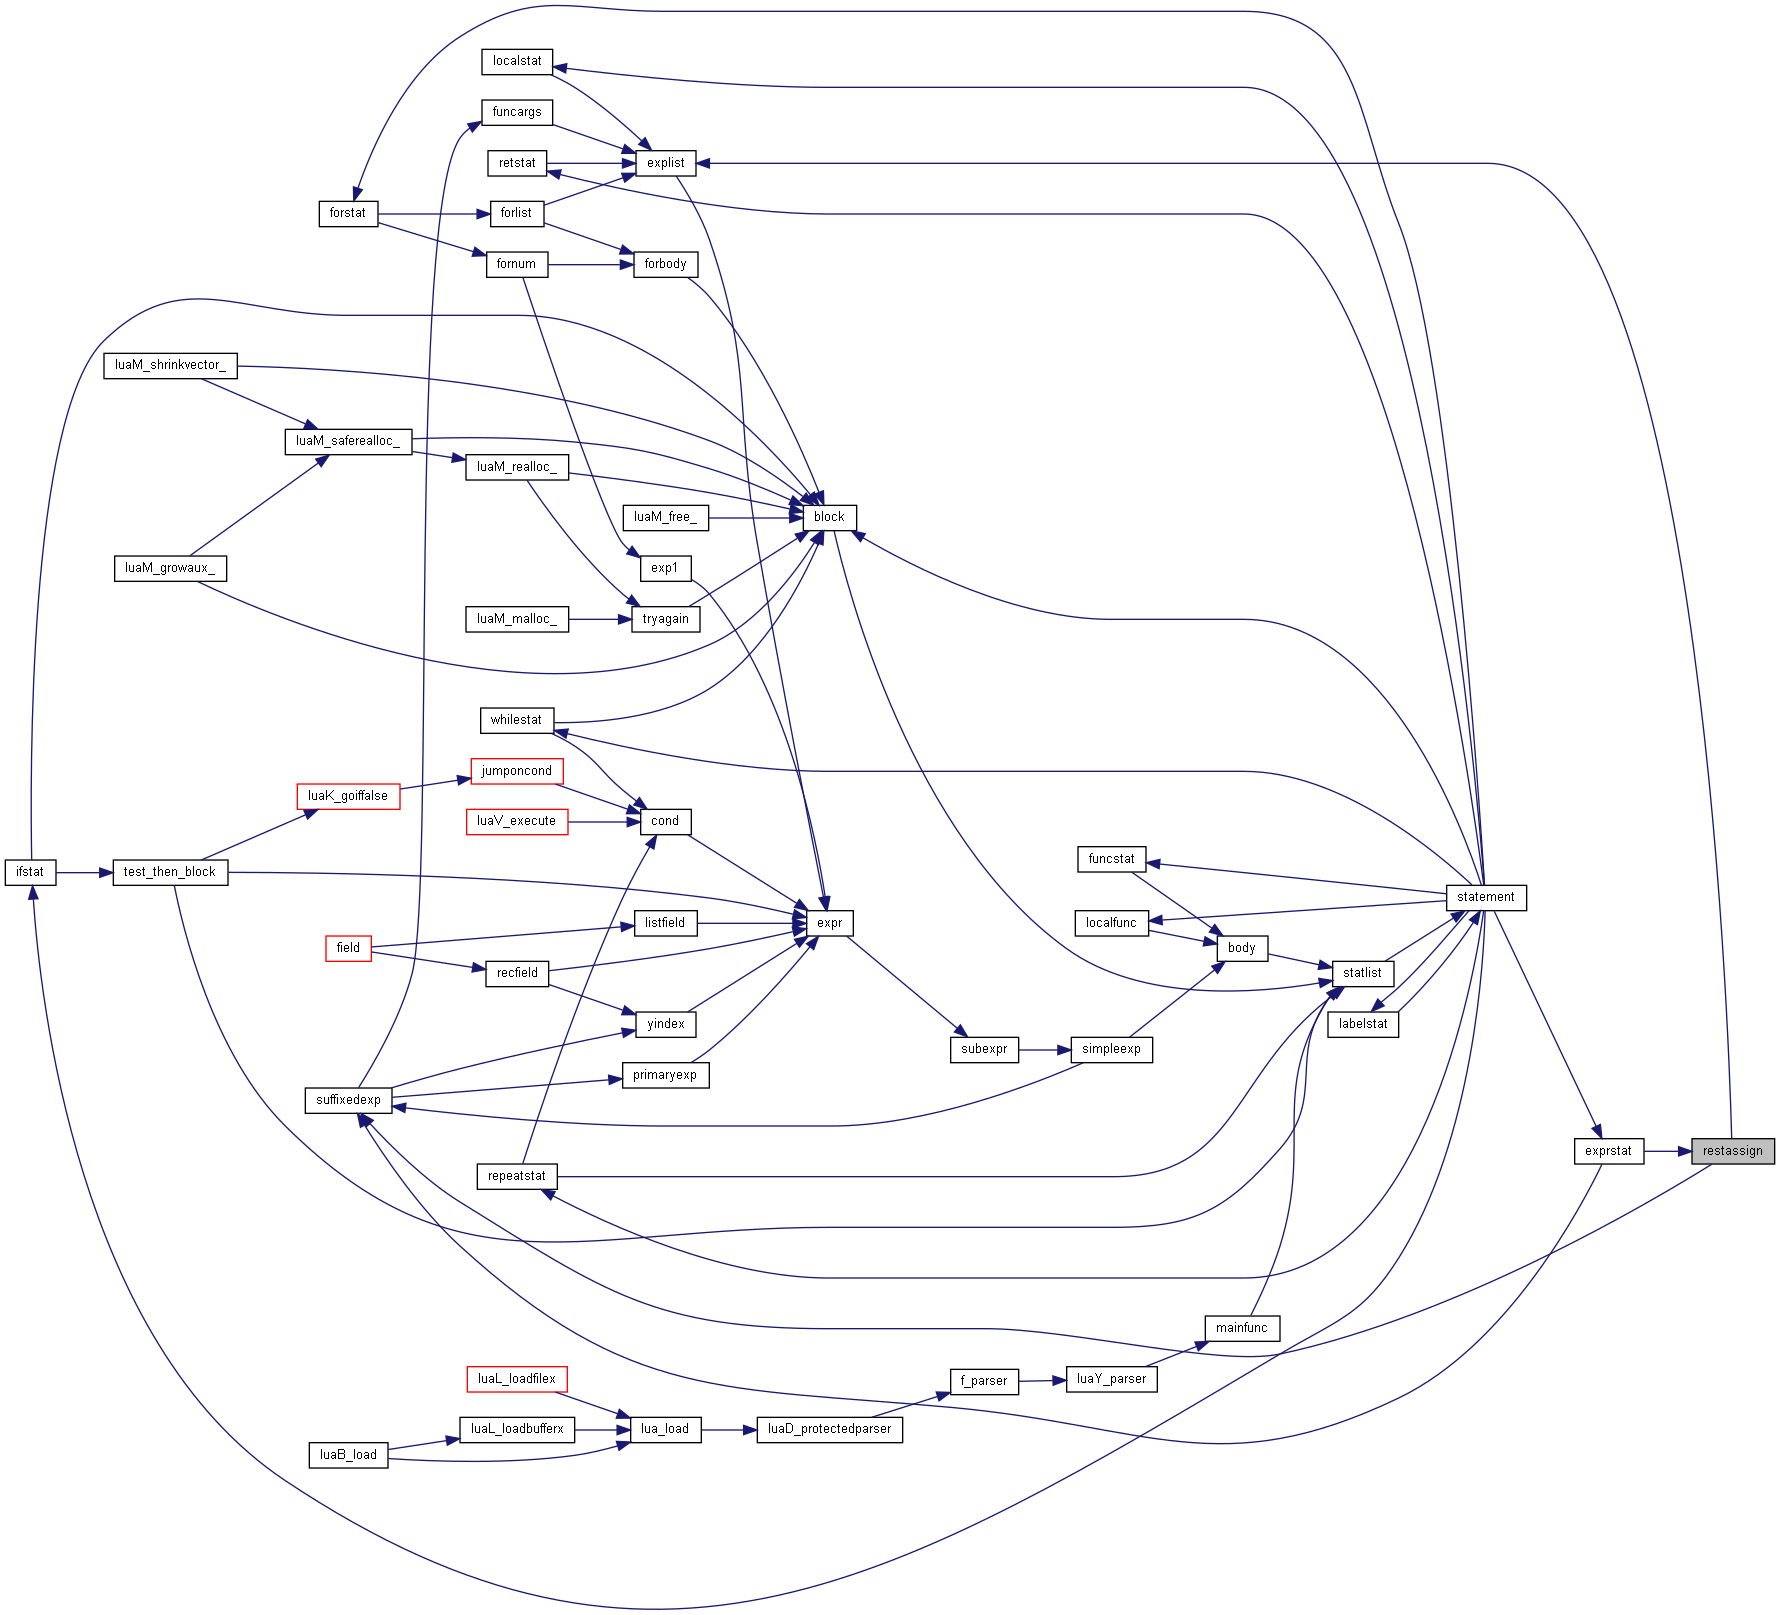 localstat
funcargs
retstat
explist
forstat
forlist
fornum
forbody
luaM_shrinkvector_
luaM_saferealloc_
luaM_realloc_
luaM_free_
block
luaM_growaux_
exp1
luaM_malloc_
tryagain
whilestat
jumponcond
luaK_goiffalse
luaV_execute
cond
funcstat
ifstat
test_then_block
statement
listfield
expr
localfunc
field
body
recfield
statlist
yindex
labelstat
subexpr
simpleexp
primaryexp
suffixedexp
exprstat
restassign
repeatstat
mainfunc
luaL_loadfilex
f_parser
luaY_parser
luaL_loadbufferx
lua_load
luaD_protectedparser
luaB_load